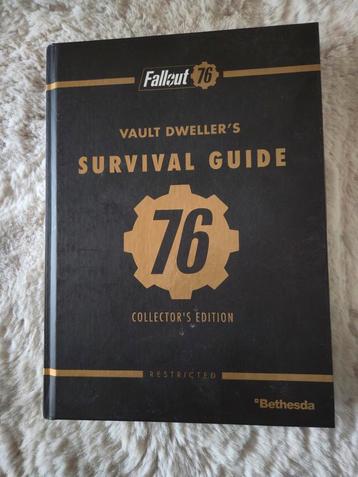 Fallout 76
VAULT DWELLER'S
SURVIVAL GUIDE
76
COLLECTOR'S EDITION
RESTRICTED
Bethesda